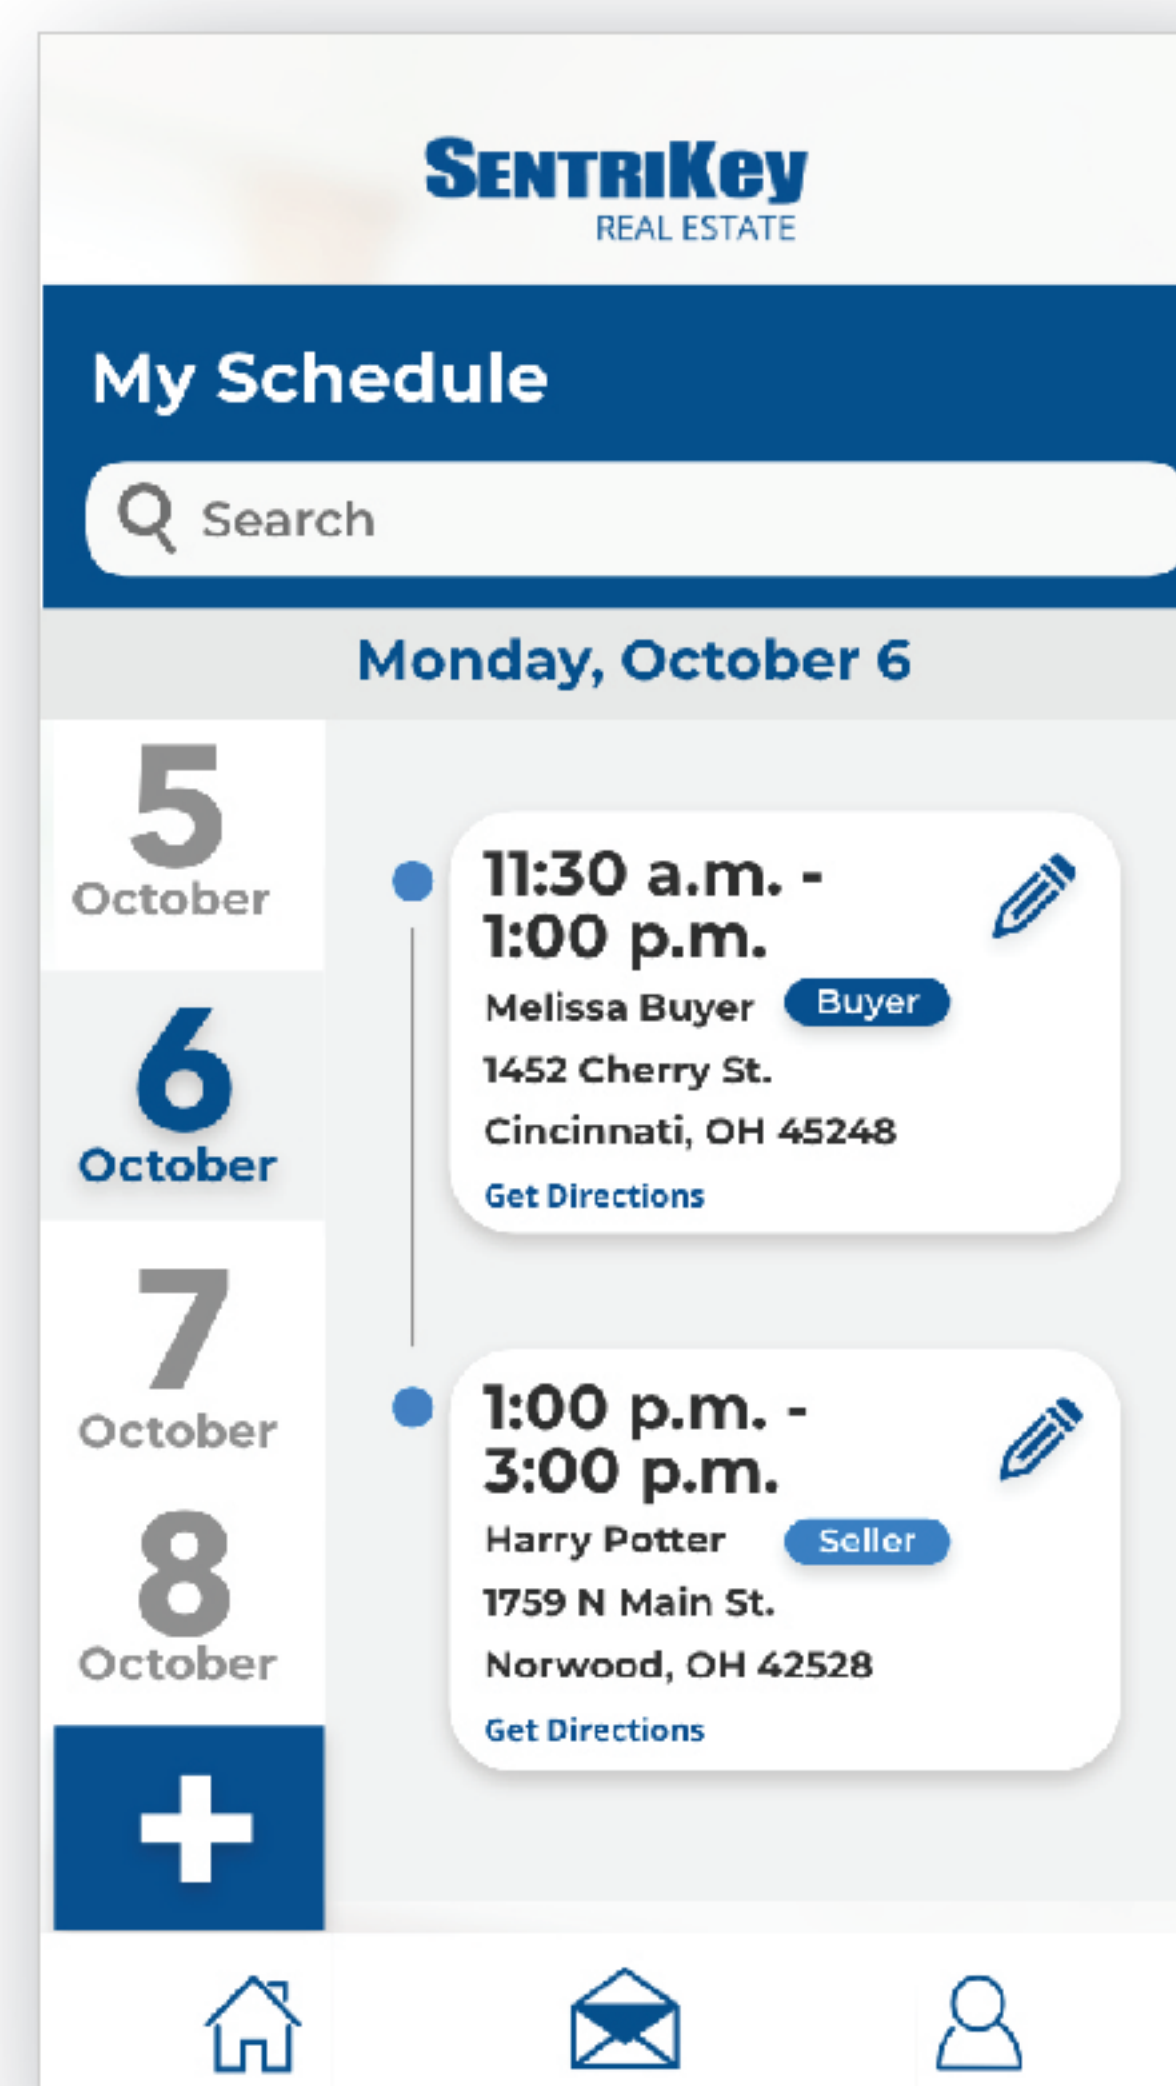 SENTRIKey
REAL ESTATE
My Schedule
Search
Monday, October 6
5
October
6
October
7
October
8
October
11:30 a.m. -
1:00 p.m.
Melissa Buyer
Buyer
1452 Cherry St.
Cincinnati, OH 45248
Get Directions
1:00 p.m. -
3:00 p.m.
Harry Potter
Seller
1759 N Main St.
Norwood, OH 42528
Get Directions